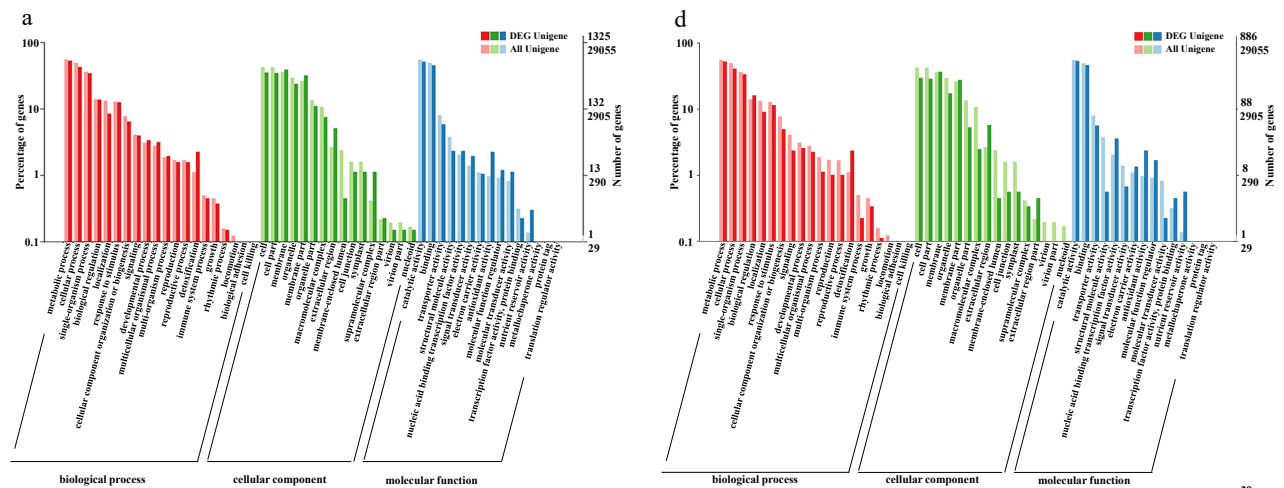 a
DEG Unigene
All Unigene
100
10
1
0.1
Percentage of genes
1325
29055
132
2905
13
290
1
29
Number of genes
metabolic process
cellular process
single-organism process
biological regulation
localization
response to stimulus
cellular component organization or biogenesis
signaling
developmental process
multicellular organismal process
multi-organism process
reproduction
reproductive process
detoxification
immune system process
growth
rhythmic process
locomotion
biological adhesion
cell killing
cell
cell part
membrane
organelle
membrane part
organelle part
macromolecular complex
extracellular region
membrane-enclosed lumen
cell junction
symplast
supramolecular complex
extracellular region part
virion
virion part
nucleoid
catalytic activity
binding
transporter activity
structural molecule activity
nucleic acid binding transcription factor activity
signal transducer activity
electron carrier activity
antioxidant activity
molecular function regulator
molecular transducer activity
transcription factor activity, protein binding
nutrient reservoir activity
metallochaperone activity
protein tag
translation regulator activity
biological process
cellular component
molecular function
d
DEG Unigene
All Unigene
100
10
1
0.1
Percentage of genes
886
29055
88
2905
8
290
1
29
Number of genes
metabolic process
cellular process
single-organism process
biological regulation
localization
response to stimulus
cellular component organization or biogenesis
signaling
developmental process
multicellular organismal process
multi-organism process
reproduction
reproductive process
detoxification
immune system process
growth
rhythmic process
locomotion
biological adhesion
cell killing
cell
cell part
membrane
organelle
membrane part
organelle part
macromolecular complex
extracellular region
membrane-enclosed lumen
cell junction
symplast
supramolecular complex
extracellular region part
virion
virion part
nucleoid
catalytic activity
binding
transporter activity
structural molecule activity
nucleic acid binding transcription factor activity
signal transducer activity
electron carrier activity
antioxidant activity
molecular function regulator
molecular transducer activity
transcription factor activity, protein binding
nutrient reservoir activity
metallochaperone activity
protein tag
translation regulator activity
biological process
cellular component
molecular function